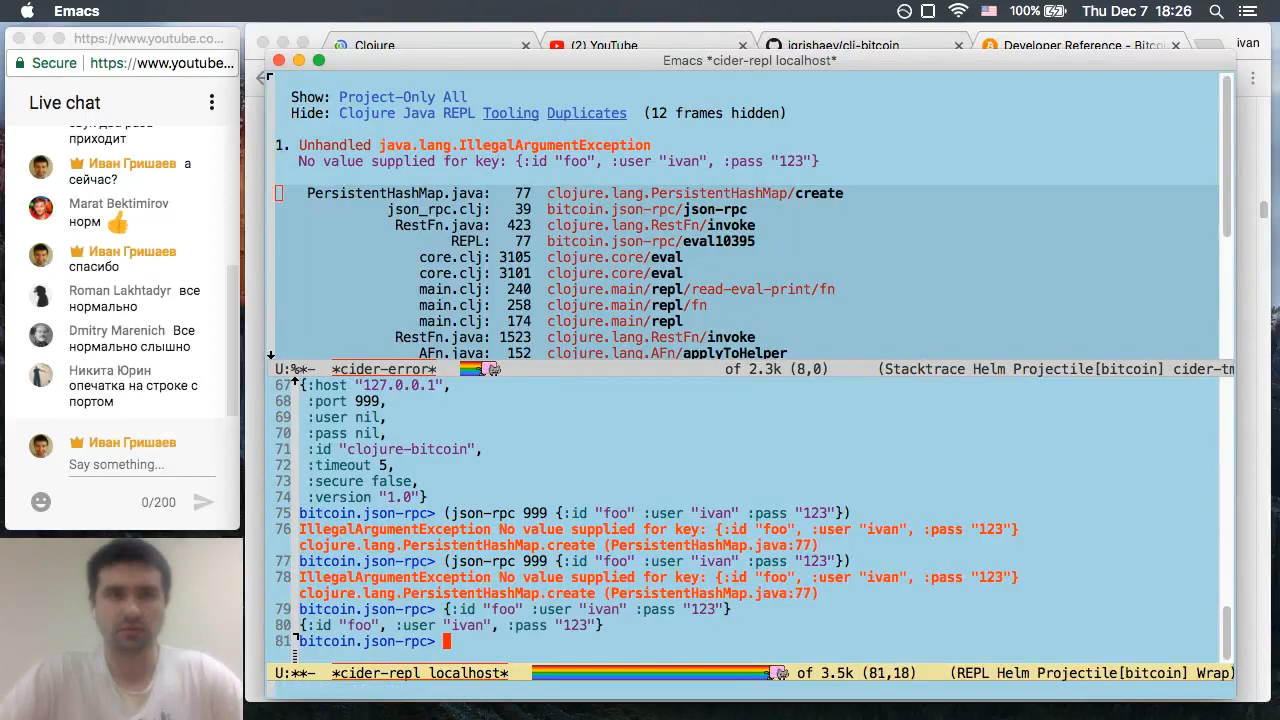 Emacs
100%
Thu Dec 7 18:26
https://www.youtube.co...
Secure
https://www.youtube...
Live chat
приходит
Иван Гришаев а
сейчас?
Marat Bektimirov
норм 👍
Иван Гришаев
спасибо
Roman Lakhtadyr все
нормально
Dmitry Marenich Все
нормально слышно
Никита Юрин
опечатка на строке с
портом
Иван Гришаев
Say something...
0/200
Clojure
(2) YouTube
igrishaev/clj-bitcoin
Developer Reference - Bitc
ivan
Emacs *cider-repl localhost*
Show: Project-Only All
Hide: Clojure Java REPL Tooling Duplicates (12 frames hidden)
1. Unhandled java.lang.IllegalArgumentException
No value supplied for key: {:id "foo", :user "ivan", :pass "123"}
PersistentHashMap.java: 77 clojure.lang.PersistentHashMap/create
json_rpc.clj: 39 bitcoin.json-rpc/json-rpc
RestFn.java: 423 clojure.lang.RestFn/invoke
REPL: 77 bitcoin.json-rpc/eval10395
core.clj: 3105 clojure.core/eval
core.clj: 3101 clojure.core/eval
main.clj: 240 clojure.main/repl/read-eval-print/fn
main.clj: 258 clojure.main/repl/fn
main.clj: 174 clojure.main/repl
RestFn.java: 1523 clojure.lang.RestFn/invoke
AFn.java: 152 clojure.lang.AFn/applyToHelper
U:%*- *cider-error* of 2.3k (8,0) (Stacktrace Helm Projectile[bitcoin] cider-tm
67 {:host "127.0.0.1",
68 :port 999,
69 :user nil,
70 :pass nil,
71 :id "clojure-bitcoin",
72 :timeout 5,
73 :secure false,
74 :version "1.0"}
75 bitcoin.json-rpc> (json-rpc 999 {:id "foo" :user "ivan" :pass "123"})
76 IllegalArgumentException No value supplied for key: {:id "foo", :user "ivan", :pass "123"}
clojure.lang.PersistentHashMap.create (PersistentHashMap.java:77)
77 bitcoin.json-rpc> (json-rpc 999 {:id "foo" :user "ivan" :pass "123"})
78 IllegalArgumentException No value supplied for key: {:id "foo", :user "ivan", :pass "123"}
clojure.lang.PersistentHashMap.create (PersistentHashMap.java:77)
79 bitcoin.json-rpc> {:id "foo" :user "ivan" :pass "123"}
80 {:id "foo", :user "ivan", :pass "123"}
81 bitcoin.json-rpc>
U:**- *cider-repl localhost* of 3.5k (81,18) (REPL Helm Projectile[bitcoin] Wrap)